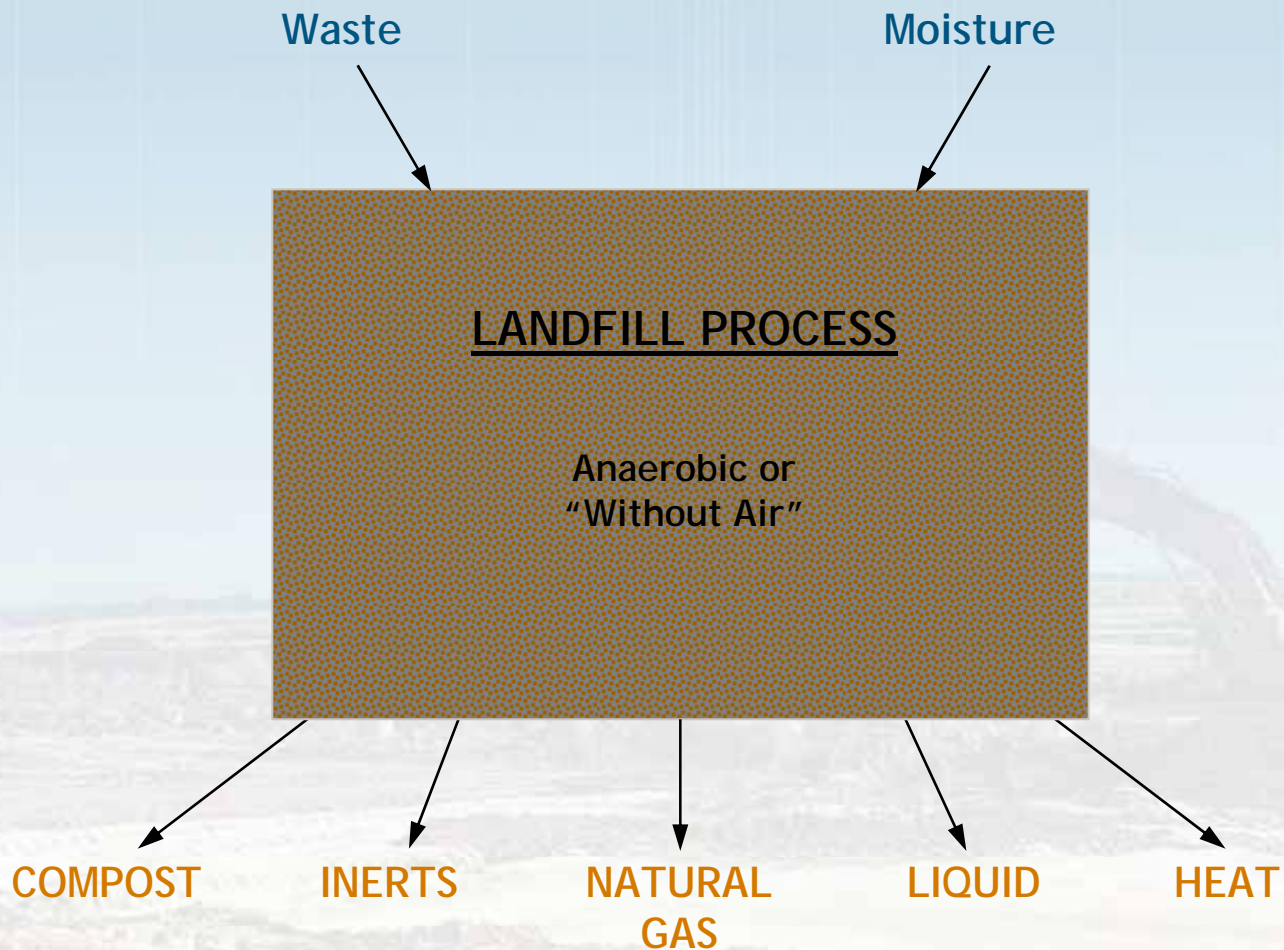 Waste Moisture
LANDFILL PROCESS
Anaerobic or
“Without Air”
COMPOST INERTS NATURAL LIQUID HEAT
GAS